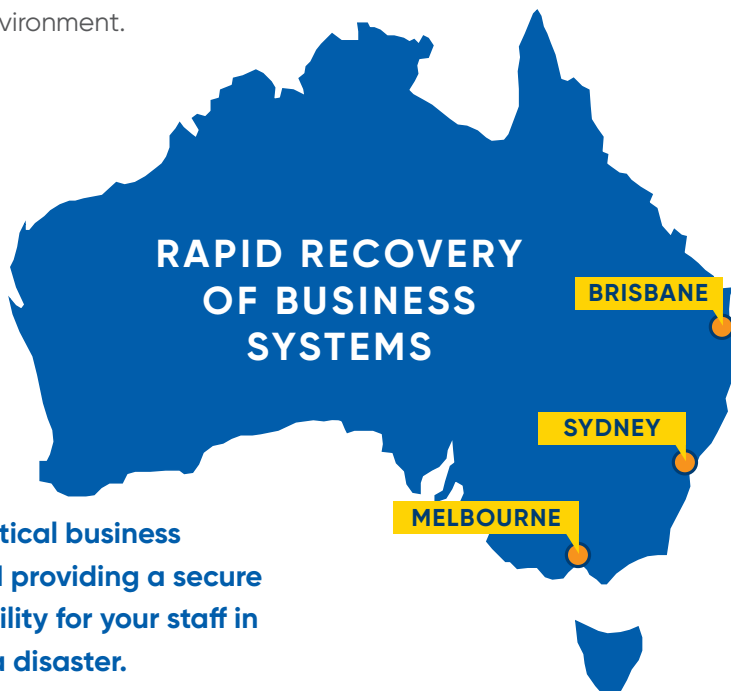 vironment.
RAPID RECOVERY
OF BUSINESS
SYSTEMS
BRISBANE
SYDNEY
MELBOURNE
tical business
providing a secure
ility for your staff in
a disaster.